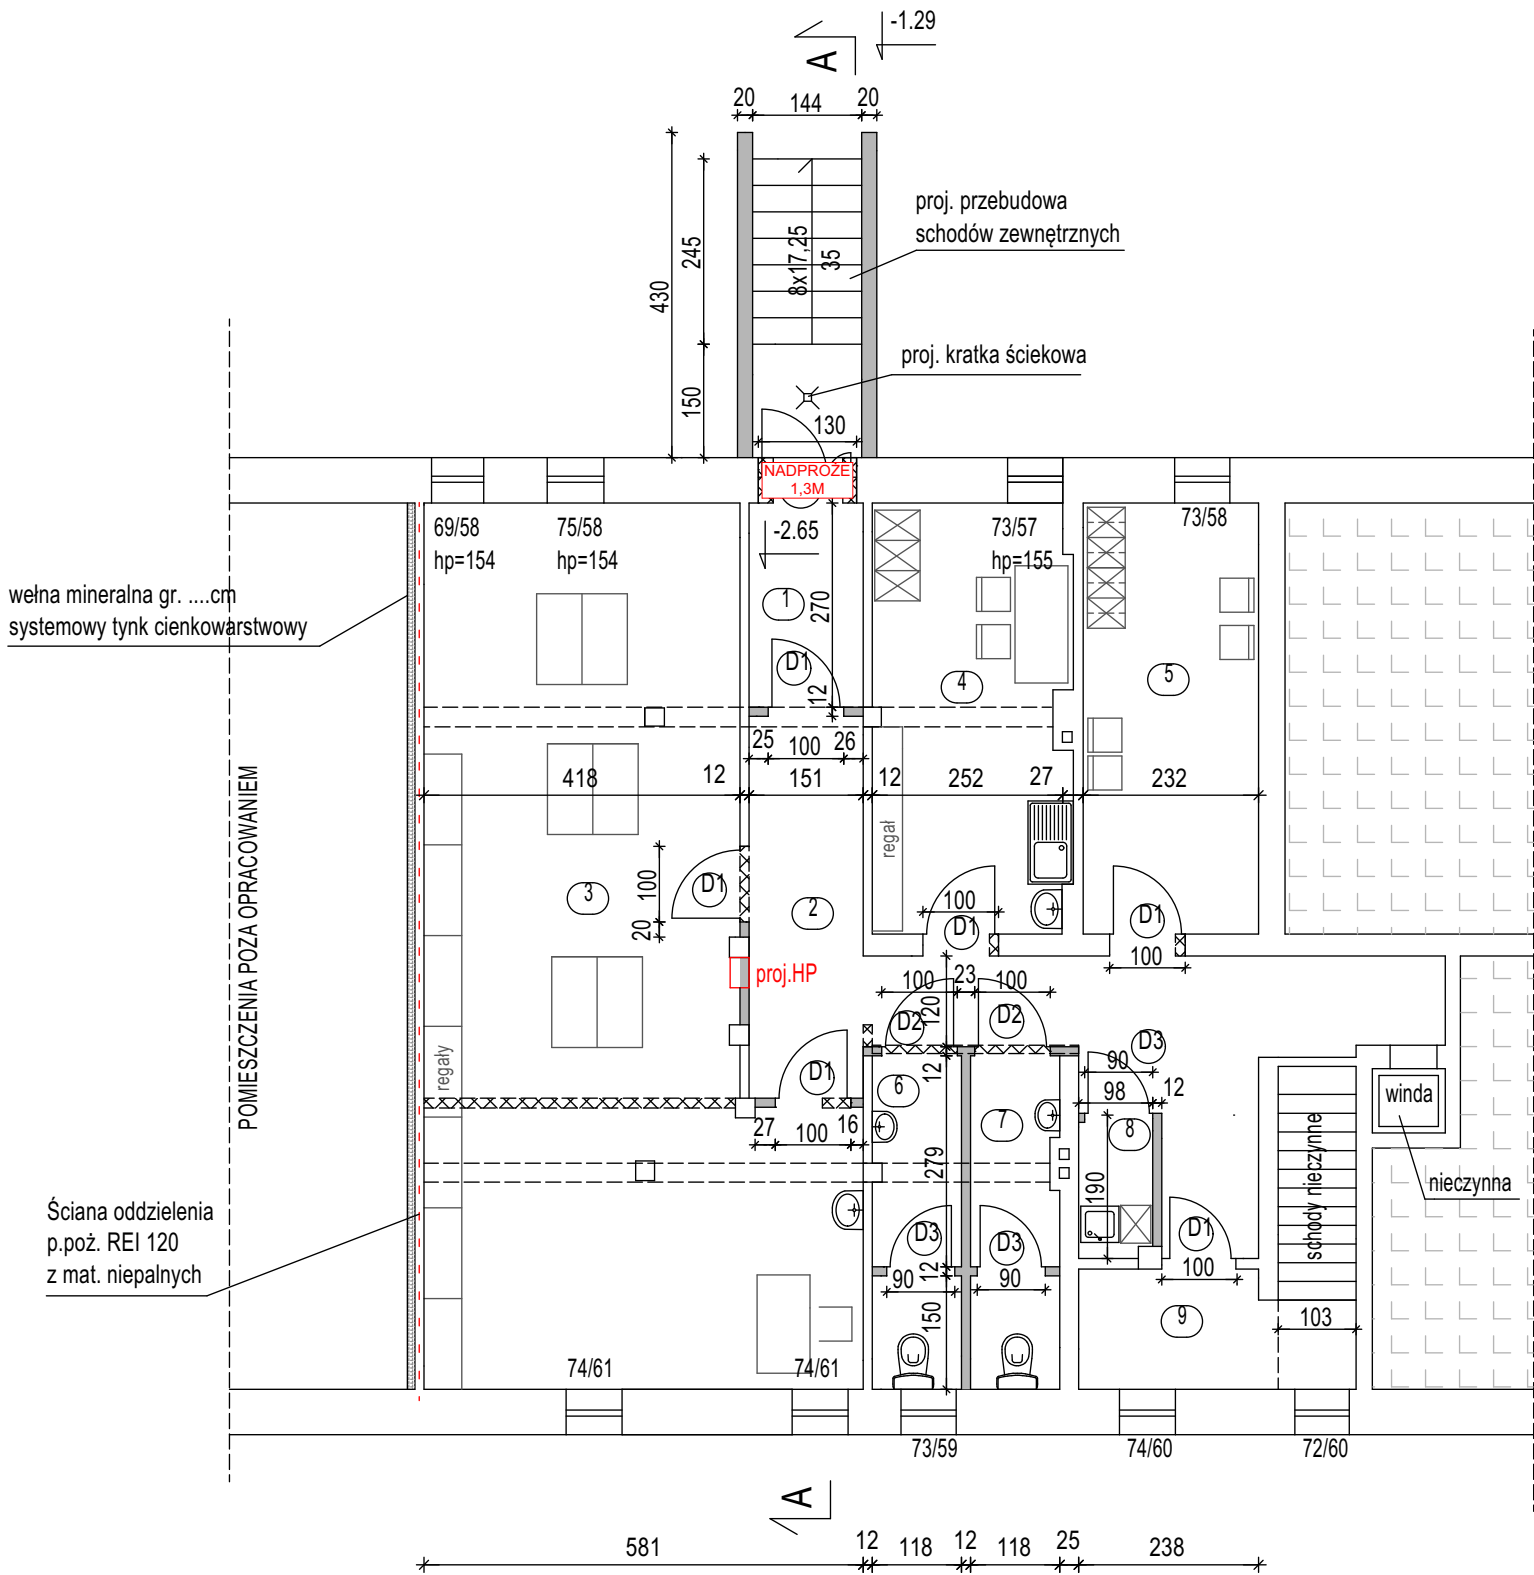 -1.29
A
20
144
20
proj. przebudowa
schodów zewnętrznych
8x17,25
35
245
430
150
proj. kratka ściekowa
130
NADPROŻE
1,3M
69/58
hp=154
75/58
hp=154
-2.65
73/57
hp=155
73/58
wełna mineralna gr. ....cm
systemowy tynk cienkowarstwowy
1
270
D1
12
4
5
25
100
26
418
12
151
12
252
27
232
POMIESZCZENIA POZA OPRACOWANIEM
regał
3
100
20
D1
2
100
D1
D1
100
proj.HP
100
23
100
120
D2
D2
D3
90
98
12
regały
D1
6
12
7
8
winda
27
100
16
279
190
schody nieczynne
nieczynna
Ściana oddzielenia
p.poż. REI 120
z mat. niepalnych
D3
D3
D1
90
12
90
100
150
9
103
74/61
74/61
73/59
74/60
72/60
A
581
12
118
12
118
25
238